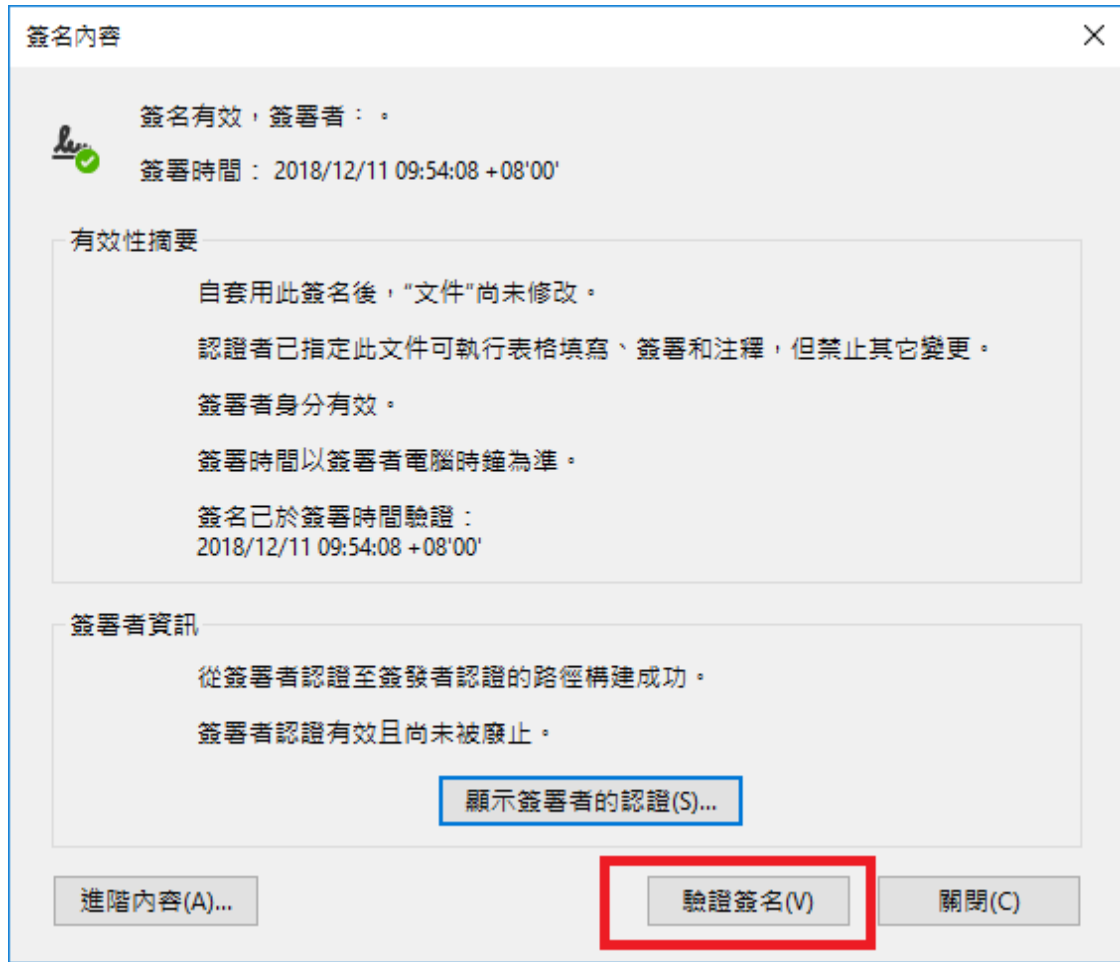 簽名內容
簽名有效，簽署者： 。
簽署時間： 2018/12/11 09:54:08 +08'00'
有效性摘要
自套用此簽名後，“文件”尚未修改。
認證者已指定此文件可執行表格填寫、簽署和注釋，但禁止其它變更。
簽署者身分有效。
簽署時間以簽署者電腦時鐘為準。
簽名已於簽署時間驗證：
2018/12/11 09:54:08 +08'00'
簽署者資訊
從簽署者認證至簽發者認證的路徑構建成功。
簽署者認證有效且尚未被廢止。
顯示簽署者的認證(S)...
進階內容(A)... 驗證簽名(V) 關閉(C)